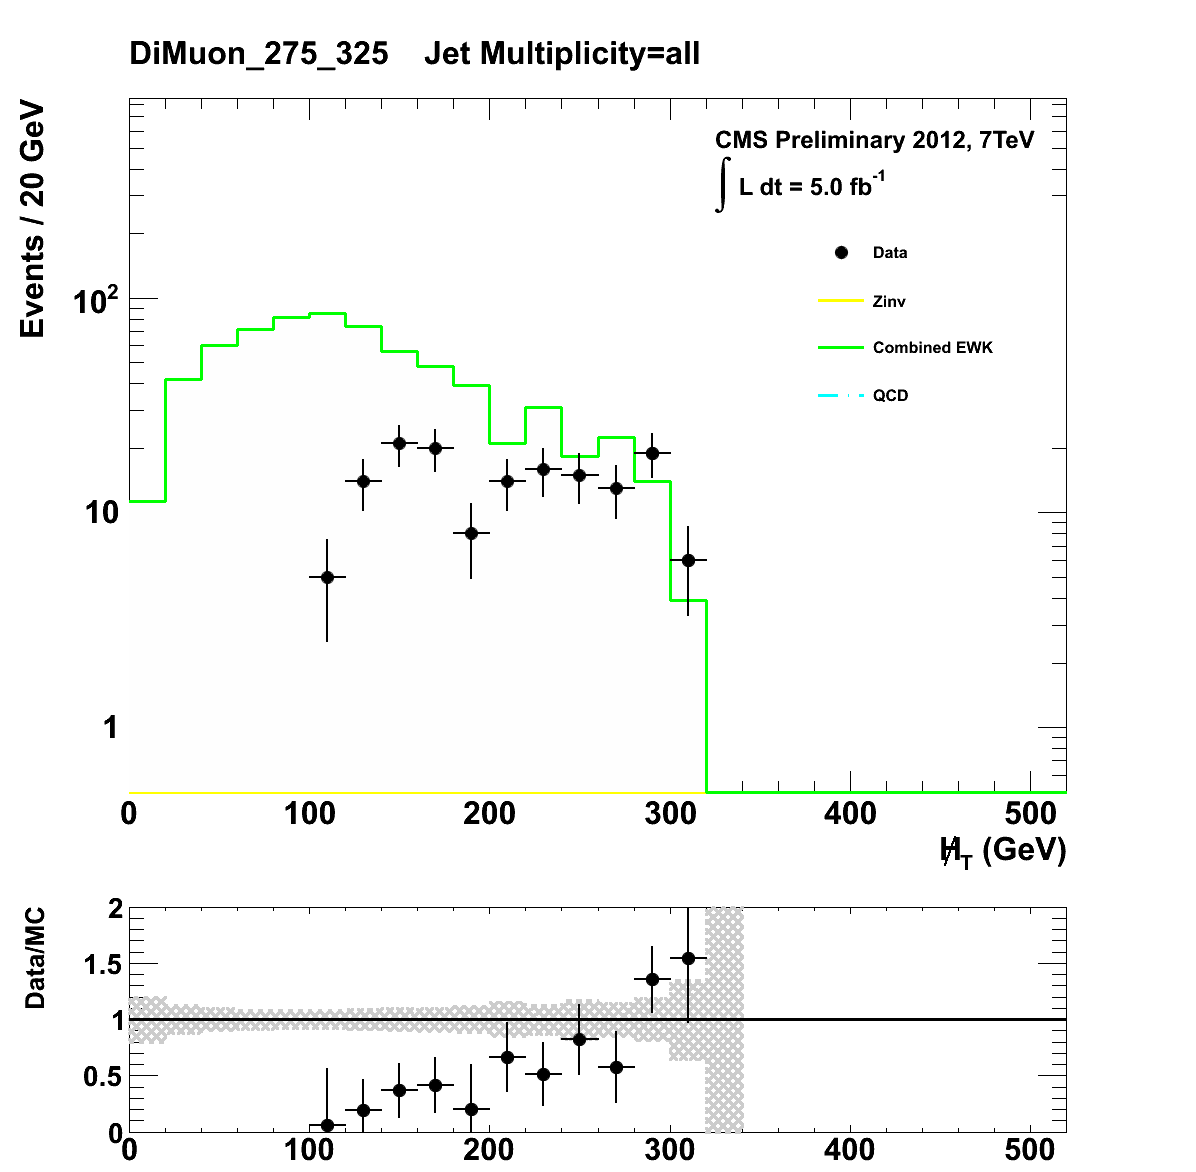 DiMuon_275_325 Jet Multiplicity=all
Events / 20 GeV
CMS Preliminary 2012, 7TeV
∫ L dt = 5.0 fb⁻¹
Data
Zinv
Combined EWK
QCD
10²
10
1
0 100 200 300 400 500
H̸_T (GeV)
Data/MC
2
1.5
1
0.5
0
0 100 200 300 400 500